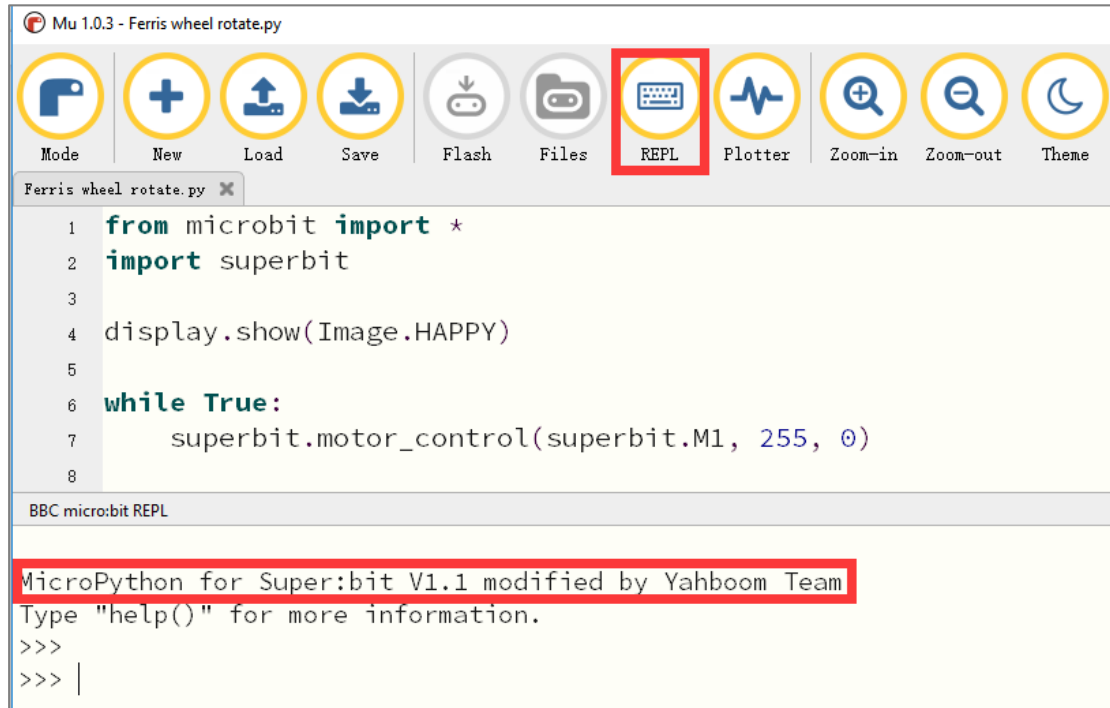 Mu 1.0.3 - Ferris wheel rotate.py
Mode New Load Save Flash Files REPL Plotter Zoom-in Zoom-out Theme
Ferris wheel rotate.py
1 from microbit import *
2 import superbit
3
4 display.show(Image.HAPPY)
5
6 while True:
7     superbit.motor_control(superbit.M1, 255, 0)
8
BBC micro:bit REPL
MicroPython for Super:bit V1.1 modified by Yahboom Team
Type "help()" for more information.
>>>
>>>